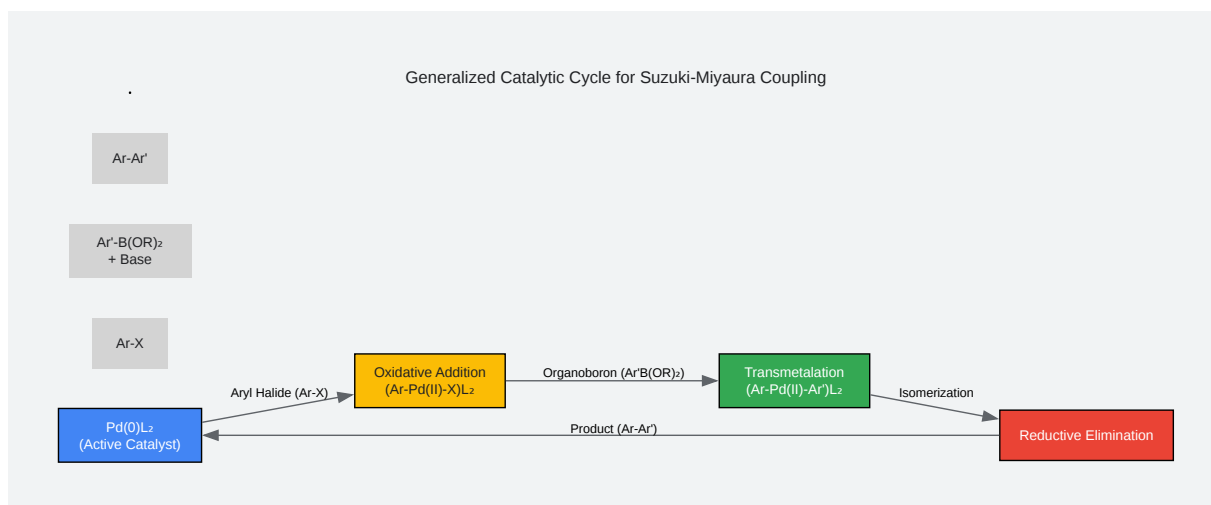 Generalized Catalytic Cycle for Suzuki-Miyaura Coupling
.
Ar-Ar'
Ar'-B(OR)₂
+ Base
Ar-X
Pd(0)L₂
(Active Catalyst)
Aryl Halide (Ar-X)
Oxidative Addition
(Ar-Pd(II)-X)L₂
Organoboron (Ar'B(OR)₂)
Transmetalation
(Ar-Pd(II)-Ar')L₂
Isomerization
Reductive Elimination
Product (Ar-Ar')